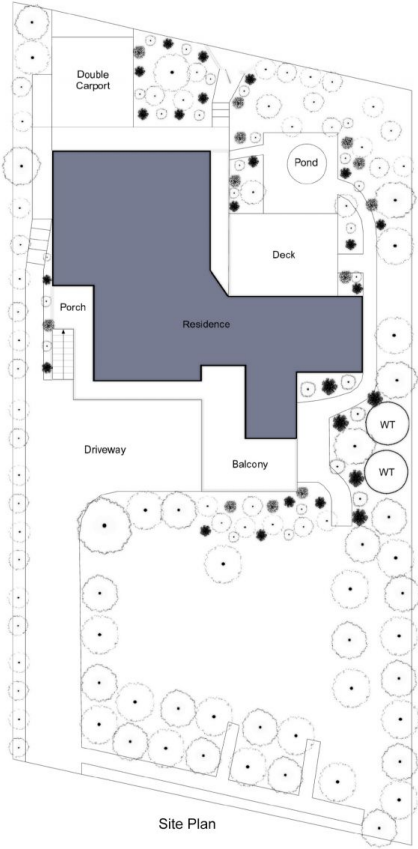 Double
Carport
Pond
Deck
Porch
Residence
WT
Driveway
Balcony
WT
Site Plan